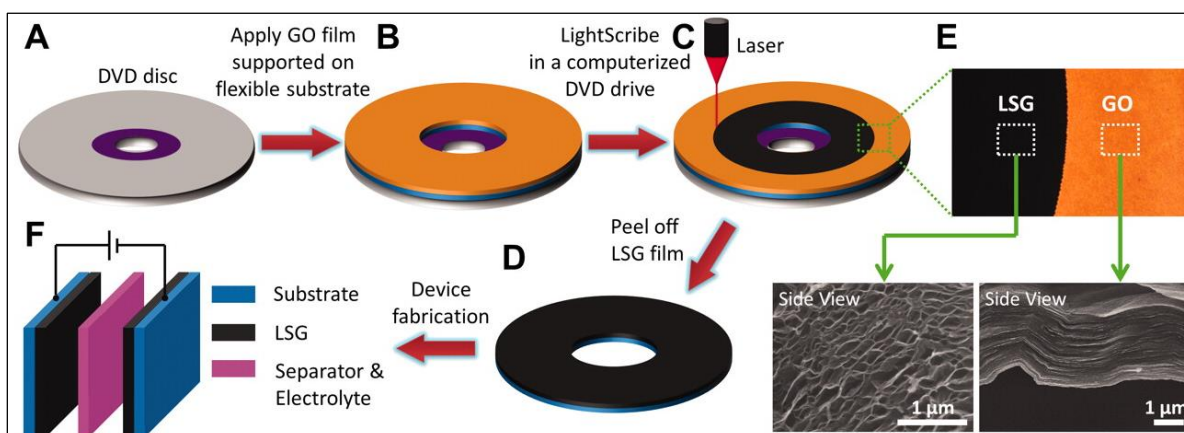 A
DVD disc
Apply GO film
supported on
flexible substrate
B
LightScribe
in a computerized
DVD drive
C
Laser
E
LSG
GO
Peel off
LSG film
D
Device
fabrication
F
Substrate
LSG
Separator &
Electrolyte
Side View
1 μm
Side View
1 μm